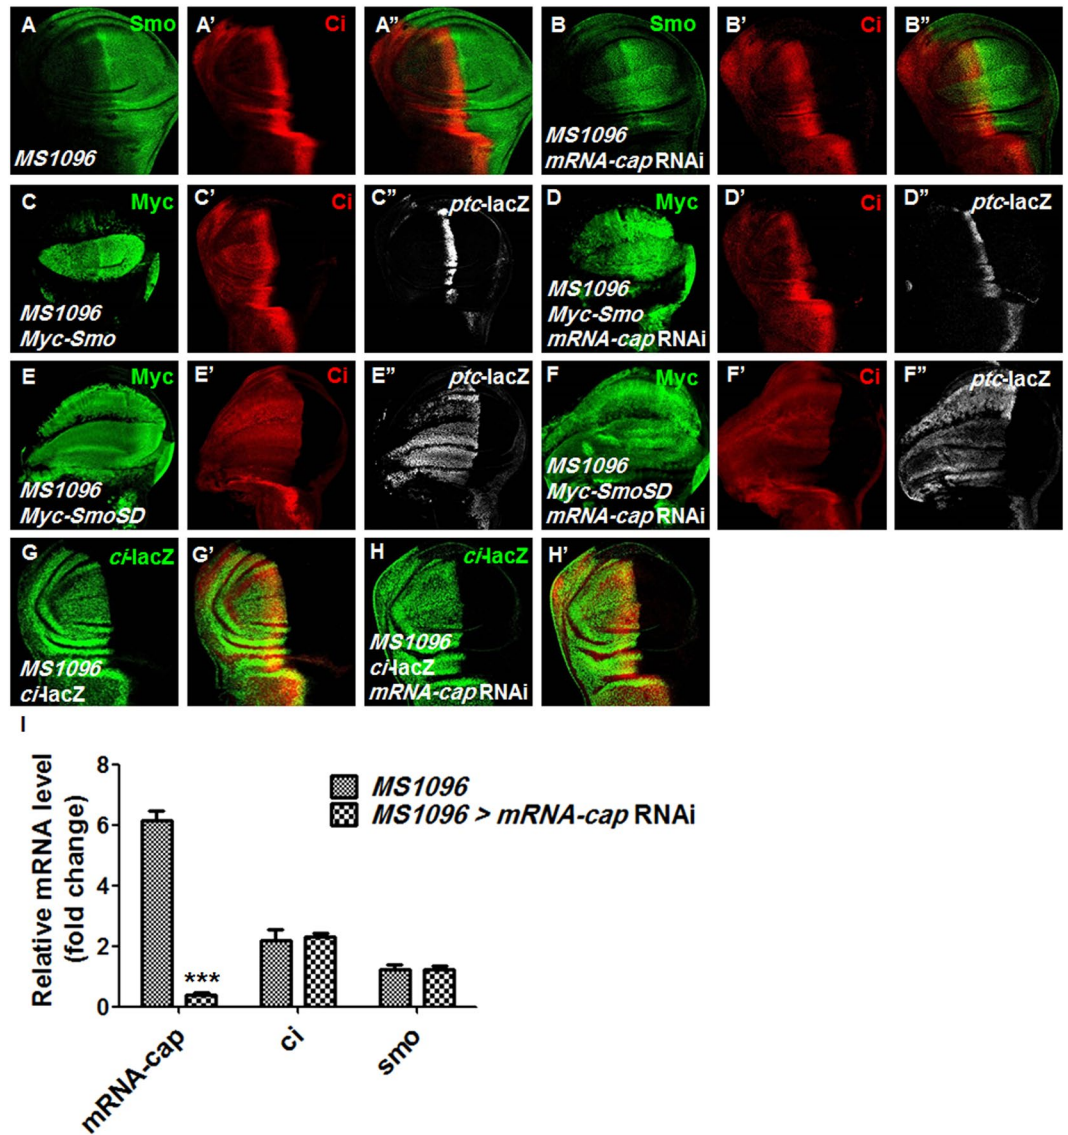 A Smo A' Ci A" B Smo B' Ci B"
MS1096
MS1096
mRNA-cap RNAi
C Myc C' Ci C" ptc-lacZ D Myc D' Ci D" ptc-lacZ
MS1096
Myc-Smo
MS1096
Myc-Smo
mRNA-cap RNAi
E Myc E' Ci E" ptc-lacZ F Myc F' Ci F" ptc-lacZ
MS1096
Myc-SmoSD
MS1096
Myc-SmoSD
mRNA-cap RNAi
G ci-lacZ G' H ci-lacZ H'
MS1096
ci-lacZ
MS1096
ci-lacZ
mRNA-cap RNAi
I
Relative mRNA level
(fold change)
8
6
4
2
0
MS1096
MS1096 > mRNA-cap RNAi
***
mRNA-cap
ci
smo